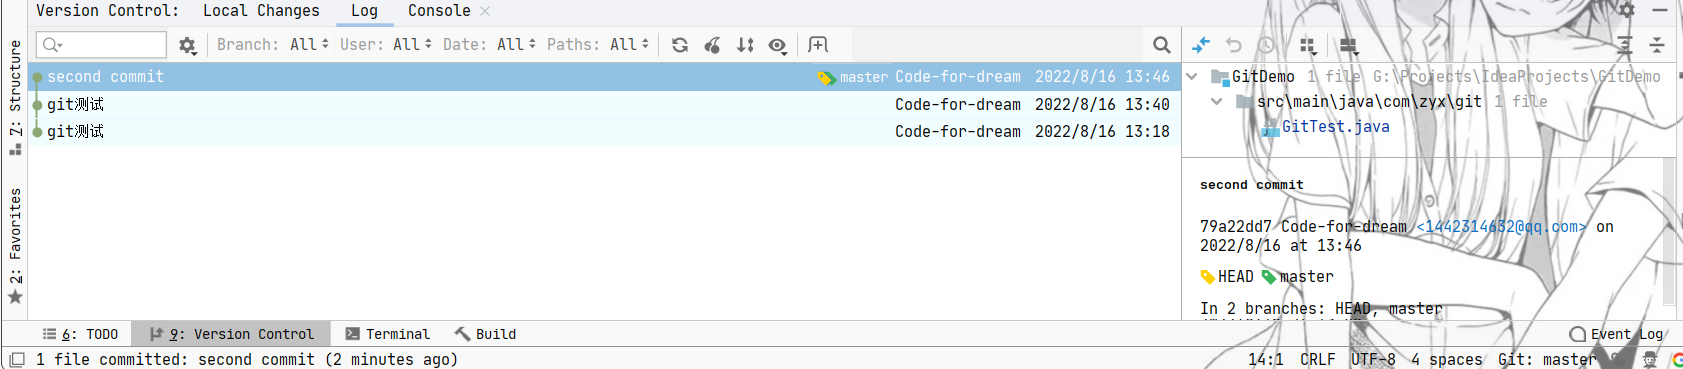 Version Control: Local Changes Log Console
Branch: All User: All Date: All Paths: All
7: Structure
2: Favorites
second commit master Code-for-dream 2022/8/16 13:46
git测试 Code-for-dream 2022/8/16 13:40
git测试 Code-for-dream 2022/8/16 13:18
GitDemo 1 file G:\Projects\IdeaProjects\GitDemo
src\main\java\com\zyx\git 1 file
GitTest.java
second commit
79a22dd7 Code-for-dream <1442314632@qq.com> on
2022/8/16 at 13:46
HEAD master
In 2 branches: HEAD, master
6: TODO 9: Version Control Terminal Build Event Log
1 file committed: second commit (2 minutes ago) 14:1 CRLF UTF-8 4 spaces Git: master